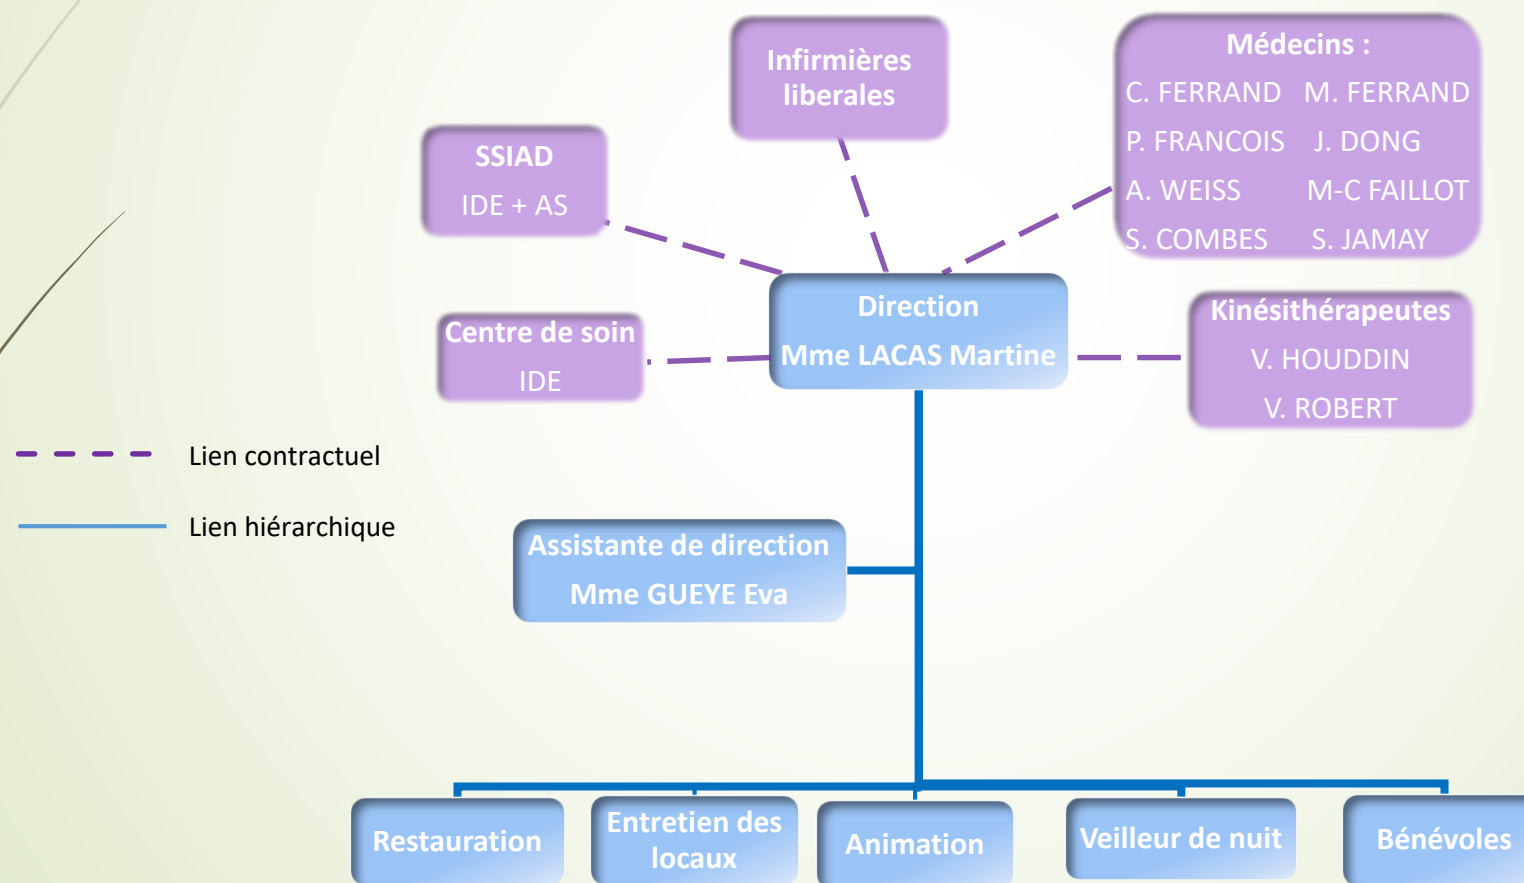 Infirmières
liberales
Médecins :
C. FERRAND M. FERRAND
P. FRANCOIS J. DONG
A. WEISS M-C FAILLOT
S. COMBES S. JAMAY
SSIAD
IDE + AS
Direction
Mme LACAS Martine
Centre de soin
IDE
Kinésithérapeutes
V. HOUDDIN
V. ROBERT
Lien contractuel
Lien hiérarchique
Assistante de direction
Mme GUEYE Eva
Restauration
Entretien des
locaux
Animation
Veilleur de nuit
Bénévoles